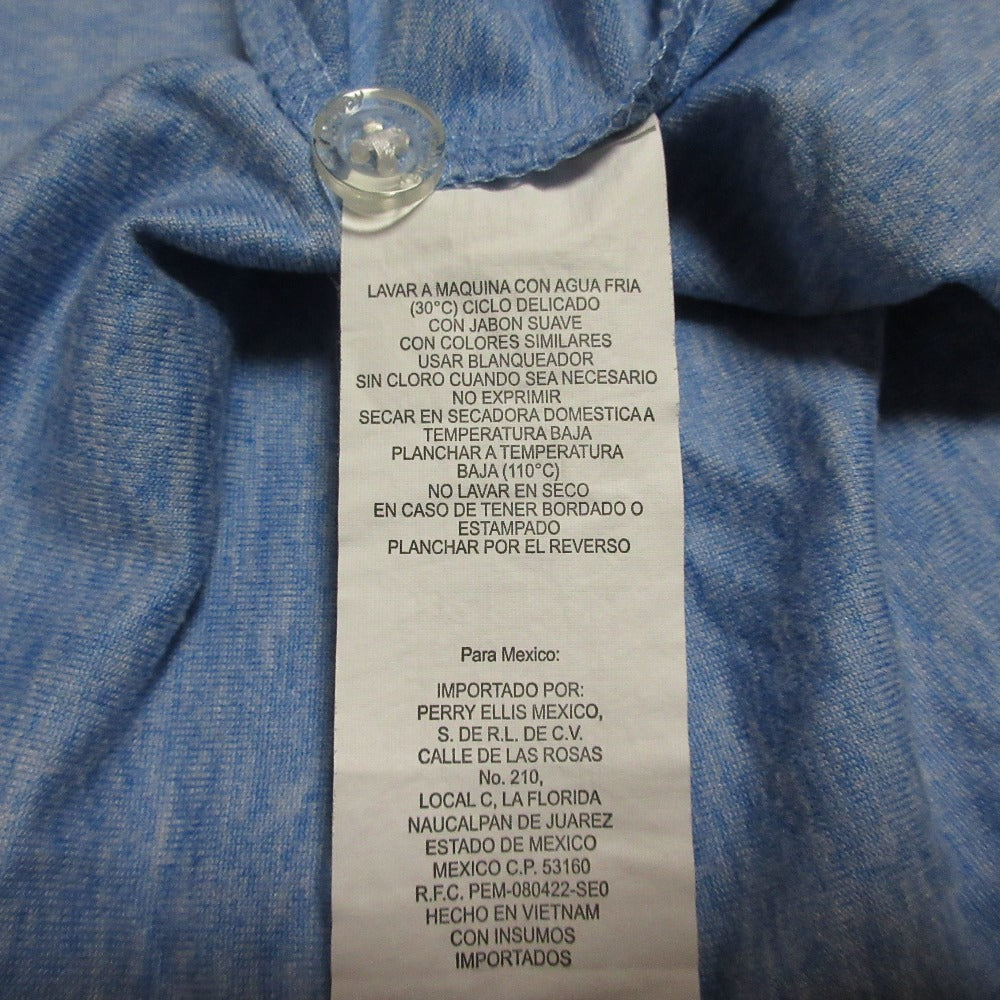 LAVAR A MAQUINA CON AGUA FRIA
(30°C) CICLO DELICADO
CON JABON SUAVE
CON COLORES SIMILARES
USAR BLANQUEADOR
SIN CLORO CUANDO SEA NECESARIO
NO EXPRIMIR
SECAR EN SECADORA DOMESTICA A
TEMPERATURA BAJA
PLANCHAR A TEMPERATURA
BAJA (110°C)
NO LAVAR EN SECO
EN CASO DE TENER BORDADO O
ESTAMPADO
PLANCHAR POR EL REVERSO
Para Mexico:
IMPORTADO POR:
PERRY ELLIS MEXICO,
S. DE R.L. DE C.V.
CALLE DE LAS ROSAS
No. 210,
LOCAL C, LA FLORIDA
NAUCALPAN DE JUAREZ
ESTADO DE MEXICO
MEXICO C.P. 53160
R.F.C. PEM-080422-SE0
HECHO EN VIETNAM
CON INSUMOS
IMPORTADOS